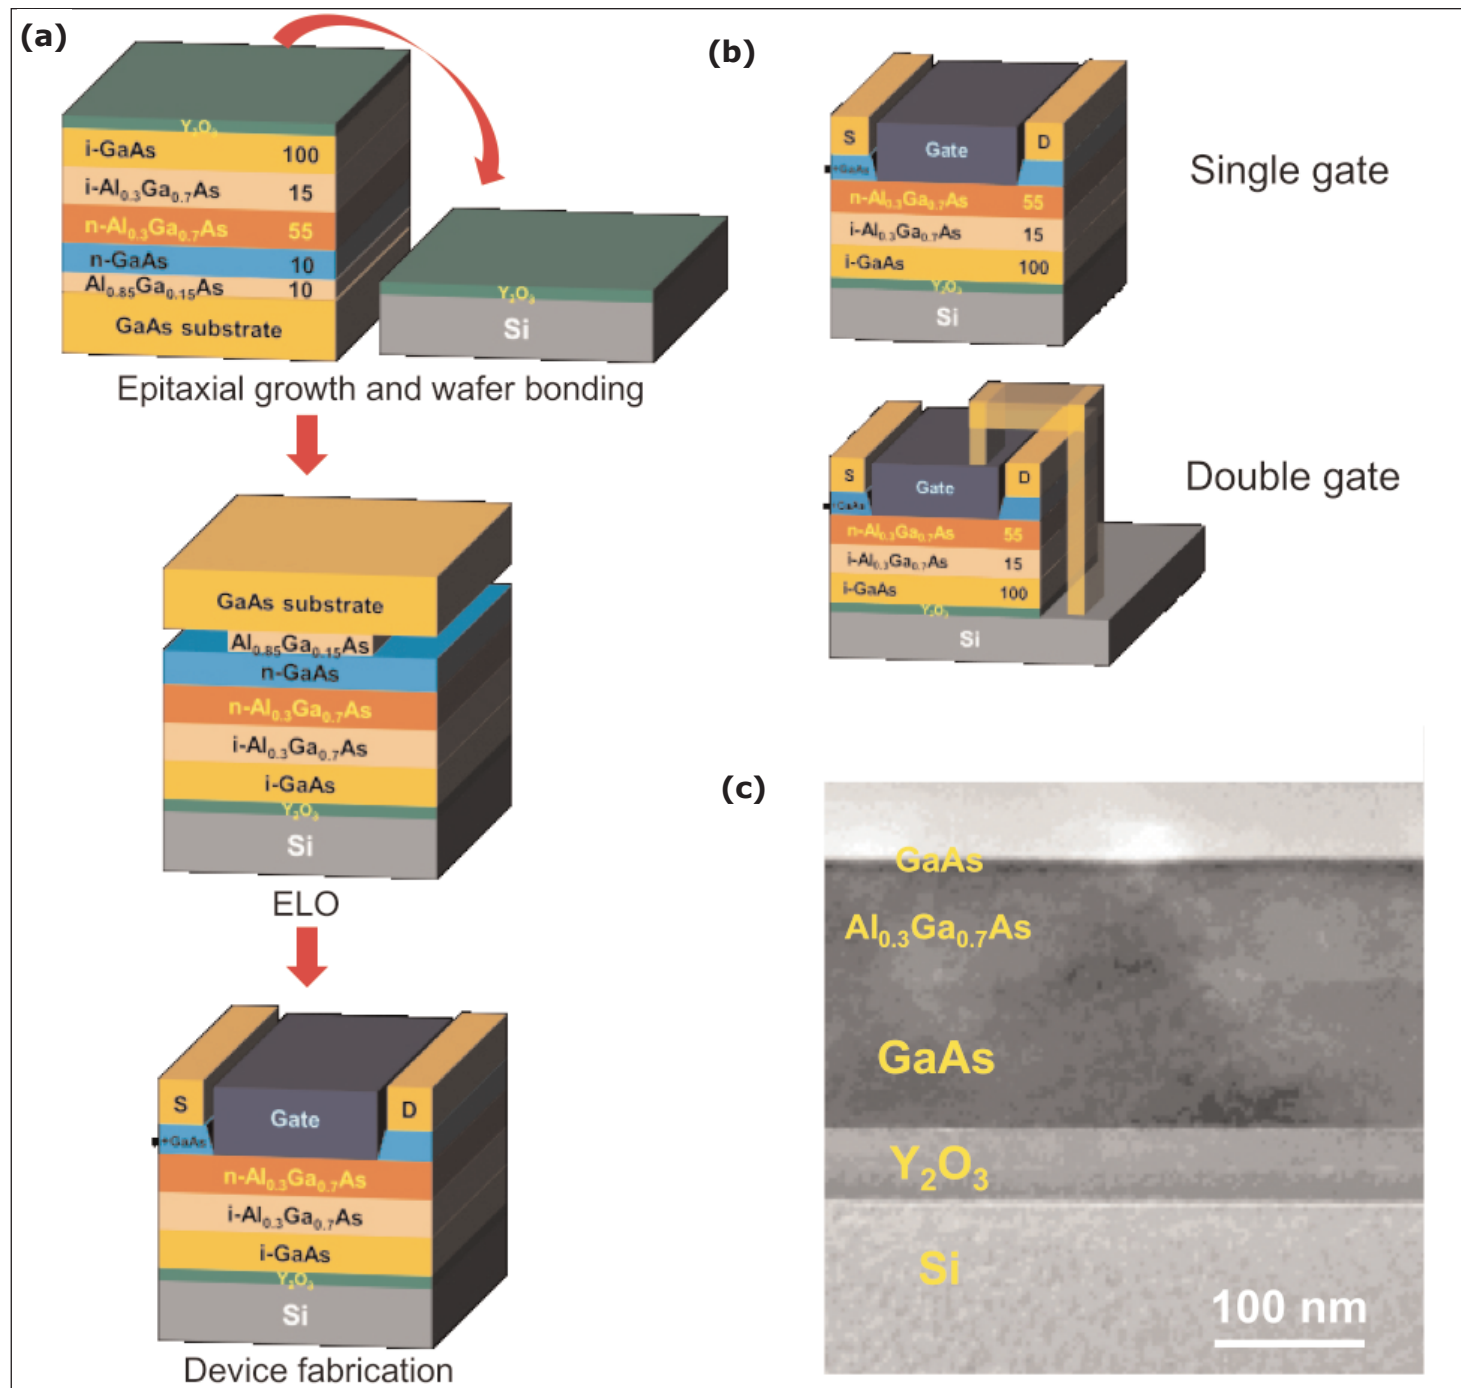 (a)
Y₂O₃
i-GaAs 100
i-Al₀.₃Ga₀.₇As 15
n-Al₀.₃Ga₀.₇As 55
n-GaAs 10
Al₀.₈₅Ga₀.₁₅As 10
GaAs substrate
Y₂O₃
Si
Epitaxial growth and wafer bonding
GaAs substrate
Al₀.₈₅Ga₀.₁₅As
n-GaAs
n-Al₀.₃Ga₀.₇As
i-Al₀.₃Ga₀.₇As
i-GaAs
Y₂O₃
Si
ELO
S Gate D
+GaAs
n-Al₀.₃Ga₀.₇As
i-Al₀.₃Ga₀.₇As
i-GaAs
Y₂O₃
Si
Device fabrication
(b)
S Gate D
+GaAs
n-Al₀.₃Ga₀.₇As 55
i-Al₀.₃Ga₀.₇As 15
i-GaAs 100
Y₂O₃
Si
Single gate
S Gate D
+GaAs
n-Al₀.₃Ga₀.₇As 55
i-Al₀.₃Ga₀.₇As 15
i-GaAs 100
Y₂O₃
Si
Double gate
(c)
GaAs
Al₀.₃Ga₀.₇As
GaAs
Y₂O₃
Si
100 nm